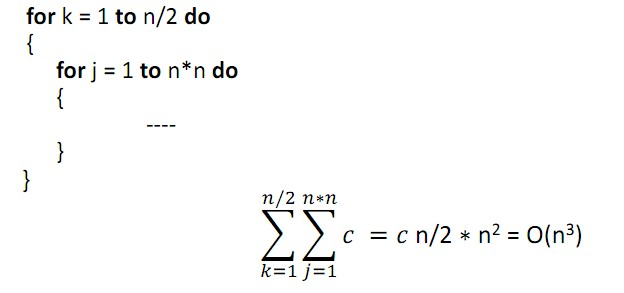 for k = 1 to n/2 do
{
for j = 1 to n*n do
{
----
}
}
n/2 n*n
∑∑ c = c n/2 * n² = O(n³)
k=1 j=1